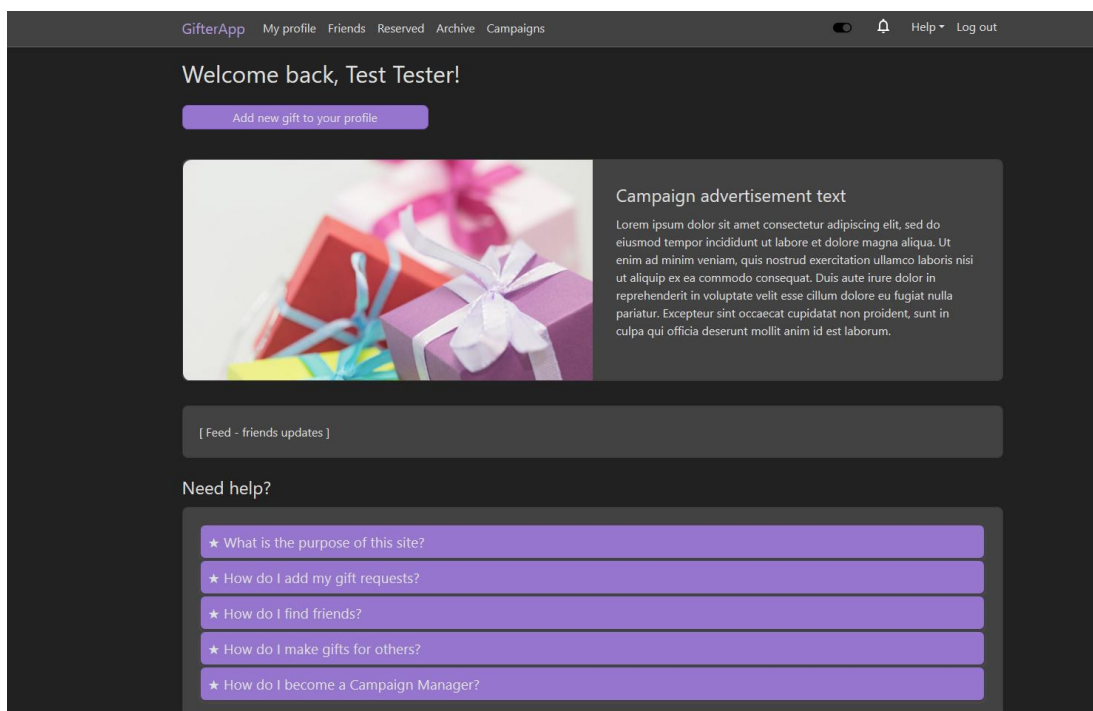 GifterApp My profile Friends Reserved Archive Campaigns Help Log out
Welcome back, Test Tester!
Add new gift to your profile
Campaign advertisement text
Lorem ipsum dolor sit amet consectetur adipiscing elit, sed do
eiusmod tempor incididunt ut labore et dolore magna aliqua. Ut
enim ad minim veniam, quis nostrud exercitation ullamco laboris nisi
ut aliquip ex ea commodo consequat. Duis aute irure dolor in
reprehenderit in voluptate velit esse cillum dolore eu fugiat nulla
pariatur. Excepteur sint occaecat cupidatat non proident, sunt in
culpa qui officia deserunt mollit anim id est laborum.
[ Feed - friends updates ]
Need help?
★ What is the purpose of this site?
★ How do I add my gift requests?
★ How do I find friends?
★ How do I make gifts for others?
★ How do I become a Campaign Manager?